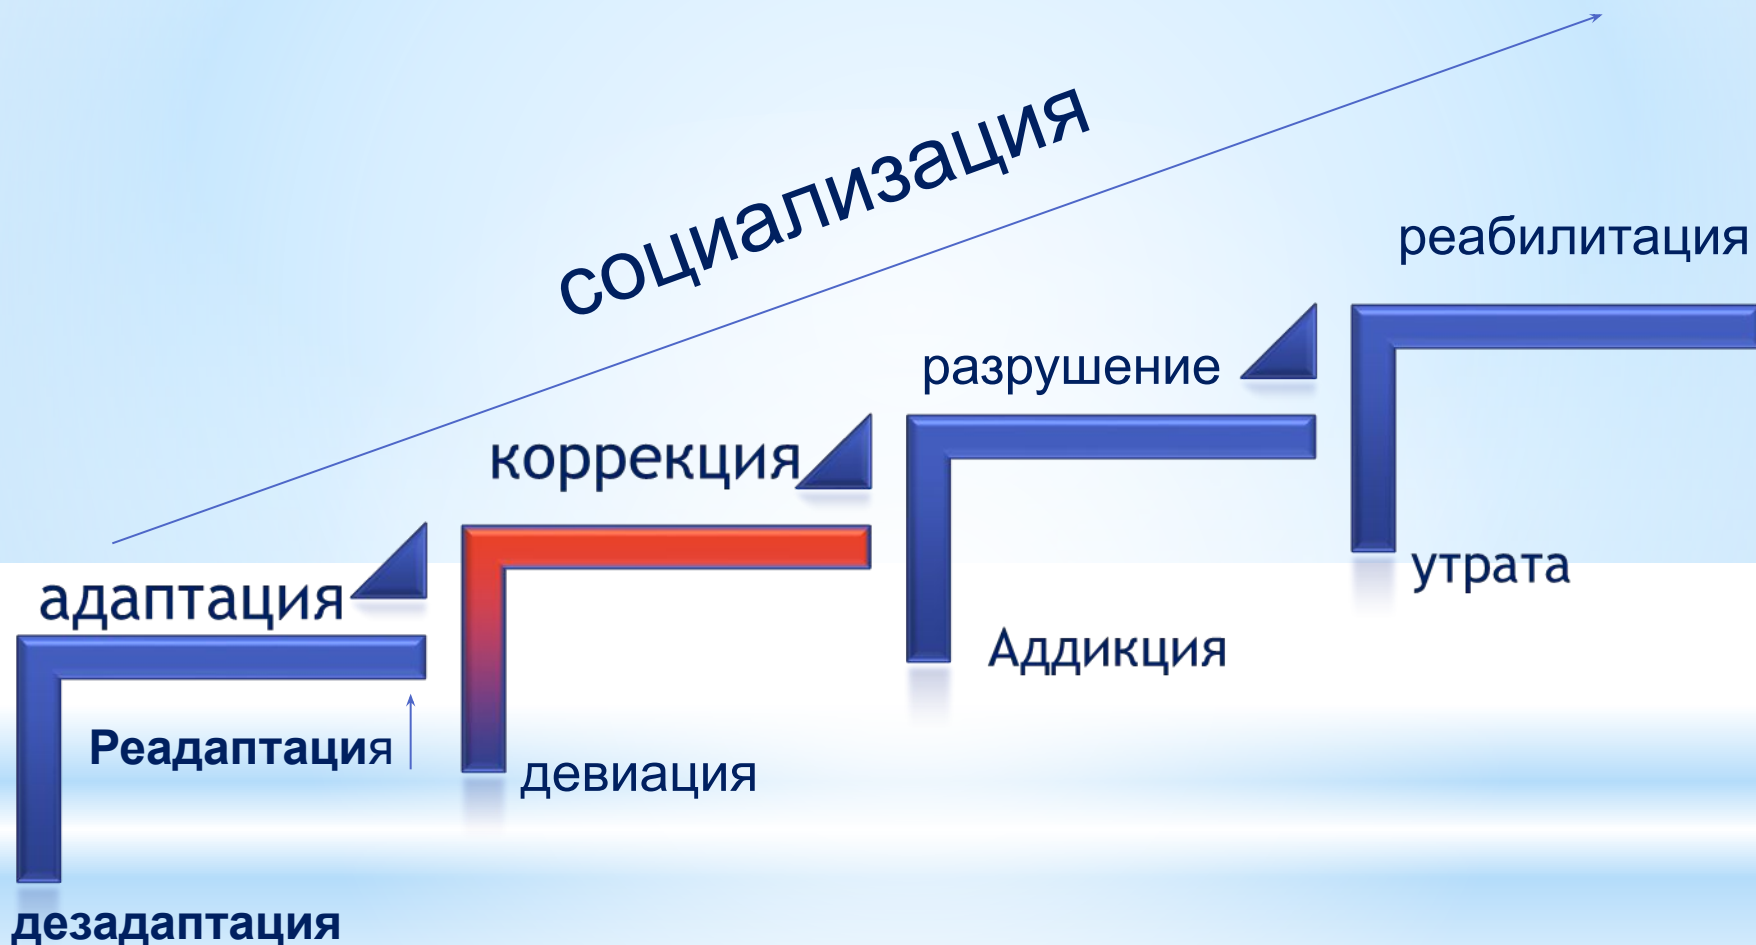 социализация
реабилитация
разрушение
коррекция
утрата
адаптация
Аддикция
Реадаптация
девиация
дезадаптация